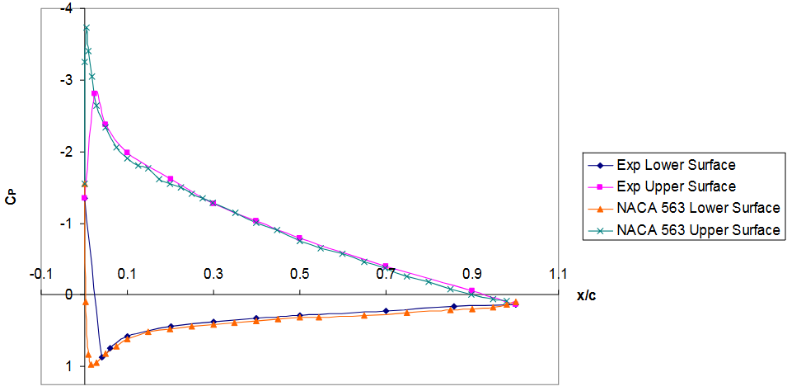 -4
-3
-2
-1
0
1
CP
-0.1 0.1 0.3 0.5 0.7 0.9 1.1
x/c
Exp Lower Surface
Exp Upper Surface
NACA 563 Lower Surface
NACA 563 Upper Surface